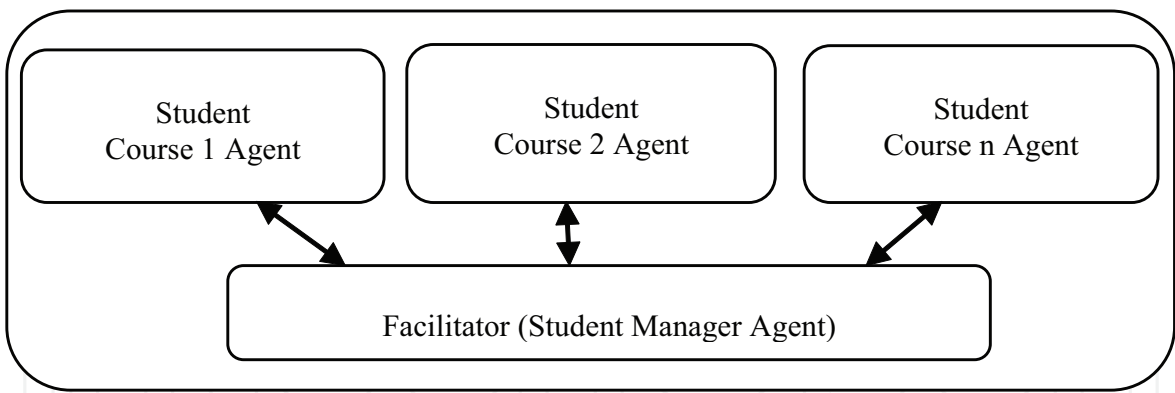 Student
Course 1 Agent
Student
Course 2 Agent
Student
Course n Agent
Facilitator (Student Manager Agent)